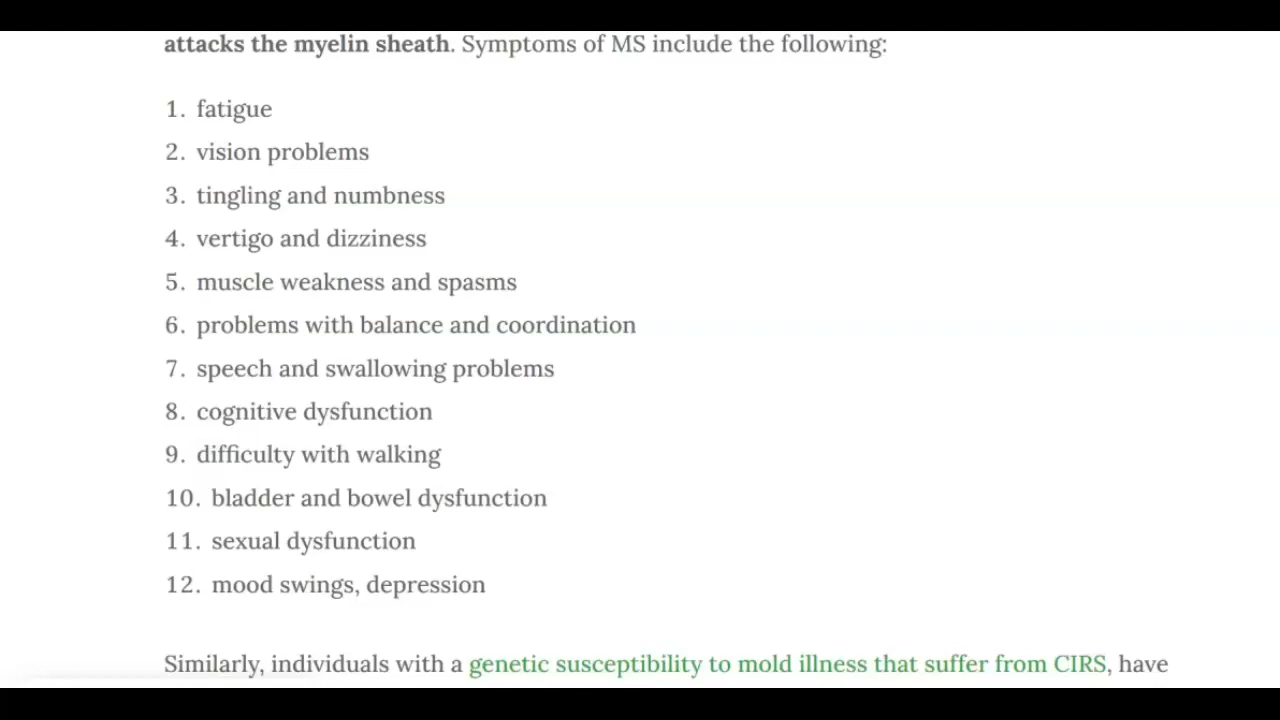 attacks the myelin sheath. Symptoms of MS include the following:
1. fatigue
2. vision problems
3. tingling and numbness
4. vertigo and dizziness
5. muscle weakness and spasms
6. problems with balance and coordination
7. speech and swallowing problems
8. cognitive dysfunction
9. difficulty with walking
10. bladder and bowel dysfunction
11. sexual dysfunction
12. mood swings, depression
Similarly, individuals with a genetic susceptibility to mold illness that suffer from CIRS, have